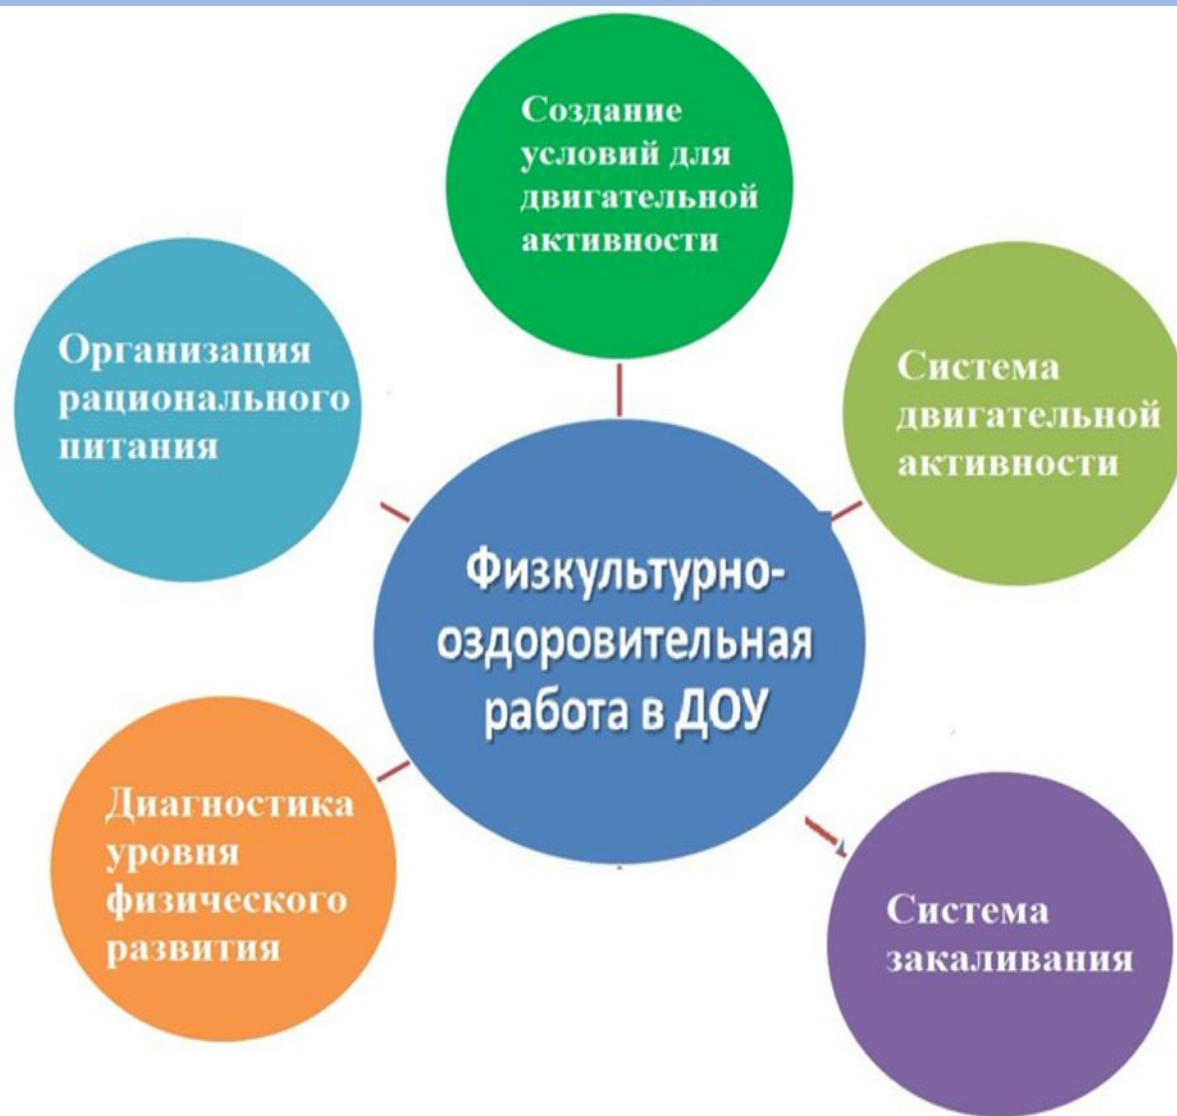 Создание
условий для
двигательной
активности
Организация
рационального
питания
Система
двигательной
активности
Физкультурно-
оздоровительная
работа в ДОУ
Диагностика
уровня
физического
развития
Система
закаливания